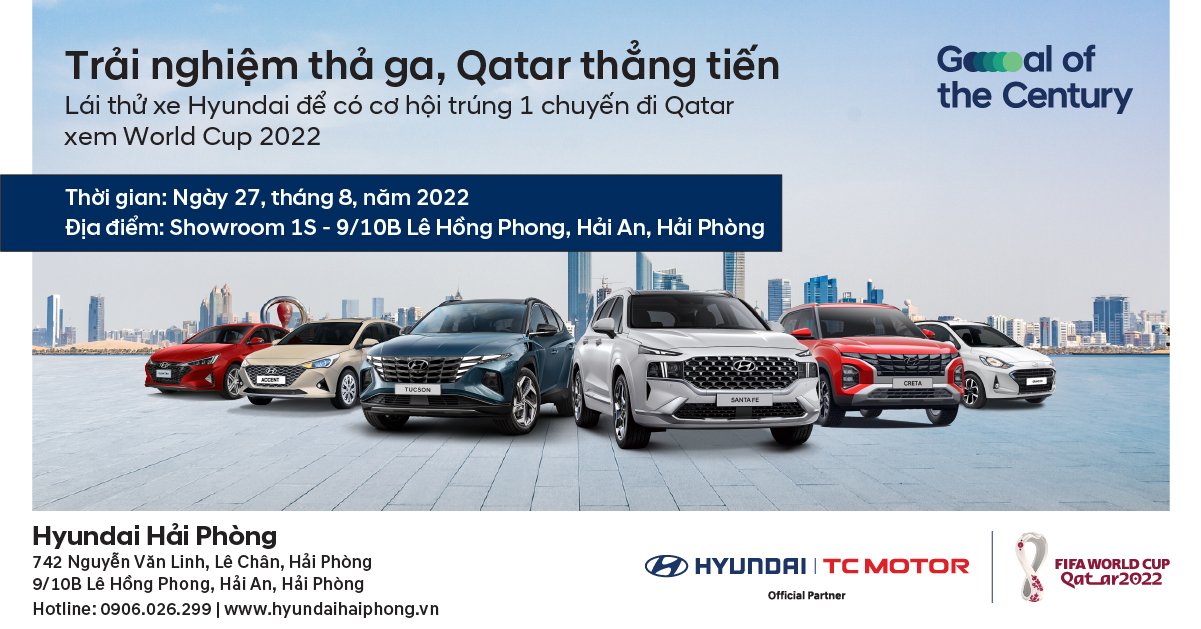 Trải nghiệm thả ga, Qatar thẳng tiến
Lái thử xe Hyundai để có cơ hội trúng 1 chuyến đi Qatar
xem World Cup 2022
Goooooal of
the Century
Thời gian: Ngày 27, tháng 8, năm 2022
Địa điểm: Showroom 1S - 9/10B Lê Hồng Phong, Hải An, Hải Phòng
ACCENT
TUCSON
SANTA FE
CRETA
Hyundai Hải Phòng
742 Nguyễn Văn Linh, Lê Chân, Hải Phòng
9/10B Lê Hồng Phong, Hải An, Hải Phòng
Hotline: 0906.026.299 | www.hyundaihaiphong.vn
HYUNDAI | TC MOTOR
Official Partner
FIFA WORLD CUP
Qatar2022